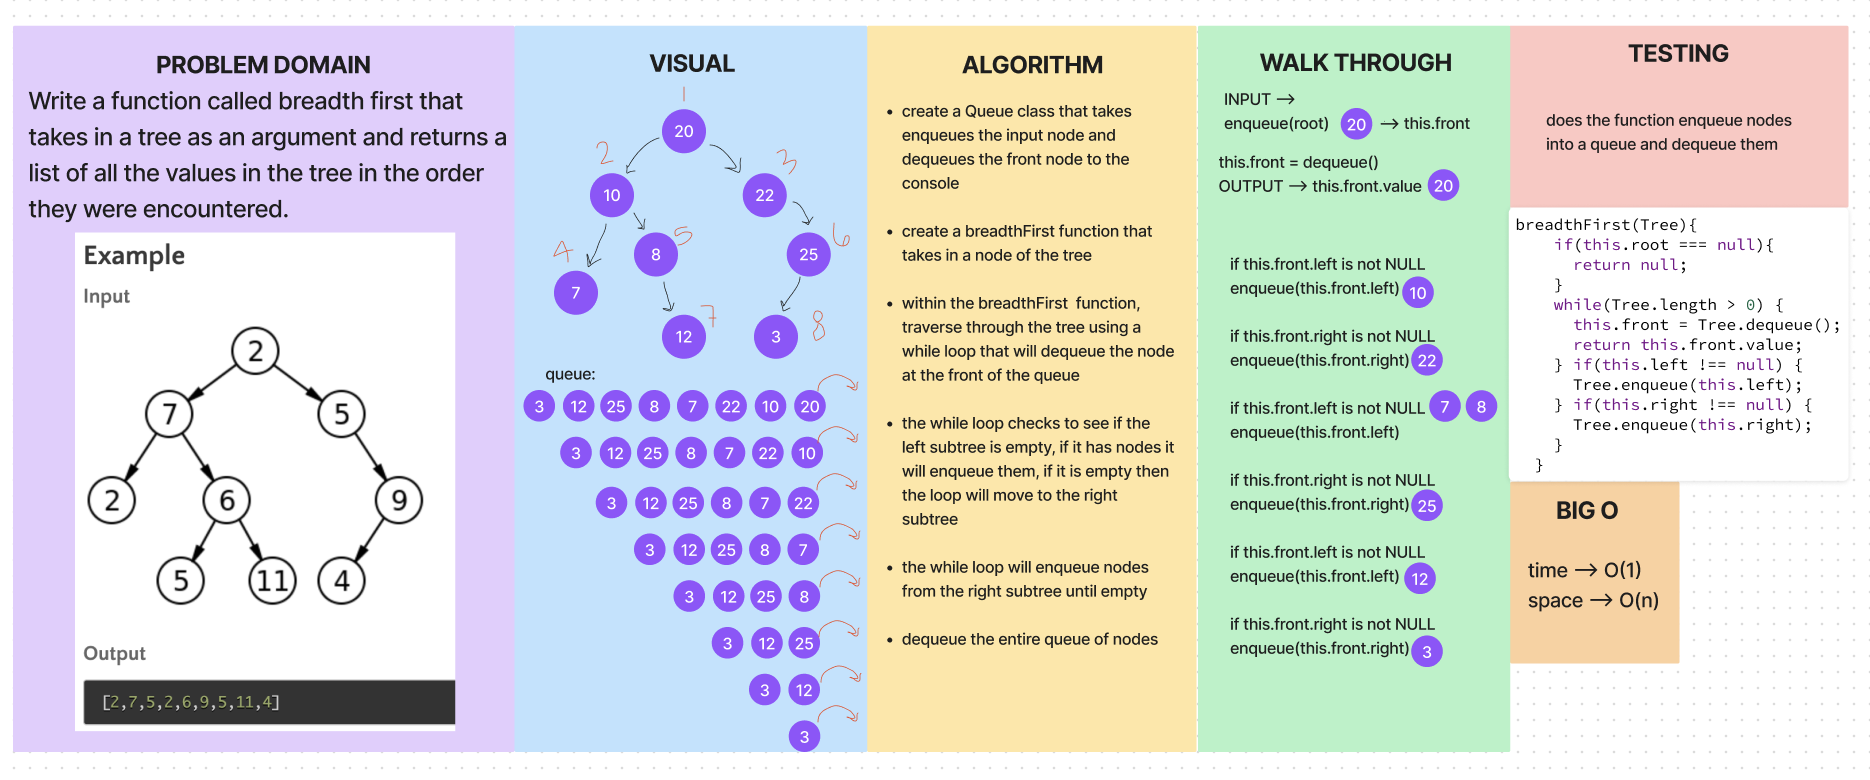 PROBLEM DOMAIN
Write a function called breadth first that
takes in a tree as an argument and returns a
list of all the values in the tree in the order
they were encountered.
Example
Input
2
7 5
2 6 9
5 11 4
Output
[2,7,5,2,6,9,5,11,4]
VISUAL
1
20
2 3
10 22
4 5 6
8 25
7
7 8
12 3
queue:
3 12 25 8 7 22 10 20
3 12 25 8 7 22 10
3 12 25 8 7 22
3 12 25 8 7
3 12 25 8
3 12 25
3 12
3
ALGORITHM
• create a Queue class that takes
enqueues the input node and
dequeues the front node to the
console
• create a breadthFirst function that
takes in a node of the tree
• within the breadthFirst function,
traverse through the tree using a
while loop that will dequeue the node
at the front of the queue
• the while loop checks to see if the
left subtree is empty, if it has nodes it
will enqueue them, if it is empty then
the loop will move to the right
subtree
• the while loop will enqueue nodes
from the right subtree until empty
• dequeue the entire queue of nodes
WALK THROUGH
INPUT →
enqueue(root) 20 → this.front
this.front = dequeue()
OUTPUT → this.front.value 20
if this.front.left is not NULL
enqueue(this.front.left) 10
if this.front.right is not NULL
enqueue(this.front.right) 22
if this.front.left is not NULL 7 8
enqueue(this.front.left)
if this.front.right is not NULL
enqueue(this.front.right) 25
if this.front.left is not NULL
enqueue(this.front.left) 12
if this.front.right is not NULL
enqueue(this.front.right) 3
TESTING
does the function enqueue nodes
into a queue and dequeue them
breadthFirst(Tree){
if(this.root === null){
return null;
}
while(Tree.length > 0) {
this.front = Tree.dequeue();
return this.front.value;
} if(this.left !== null) {
Tree.enqueue(this.left);
} if(this.right !== null) {
Tree.enqueue(this.right);
}
}
BIG O
time → O(1)
space → O(n)